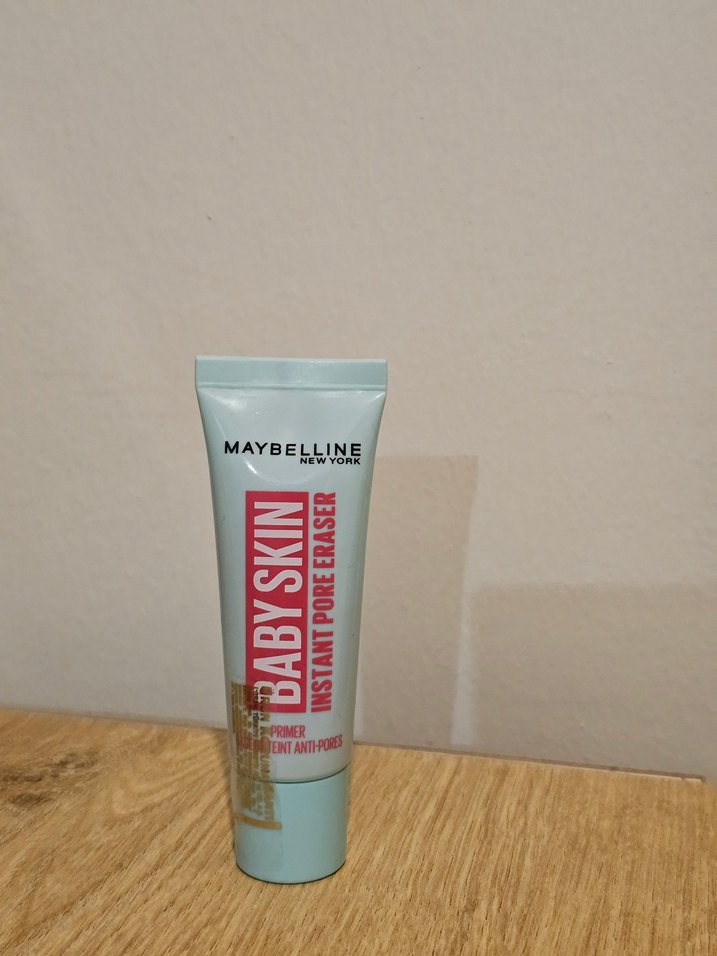 MAYBELLINE
NEW YORK
BABY SKIN
INSTANT PORE ERASER
PRIMER
TEINT ANTI-PORES